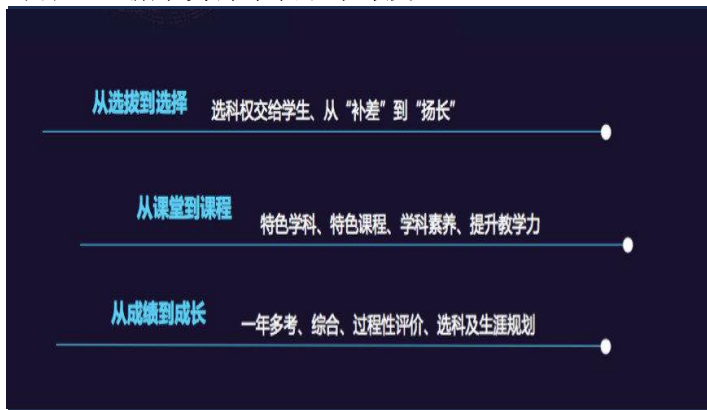 从选拔到选择 选科权交给学生、从“补差”到“扬长”
从课堂到课程 特色学科、特色课程、学科素养、提升教学力
从成绩到成长 一年多考、综合、过程性评价、选科及生涯规划